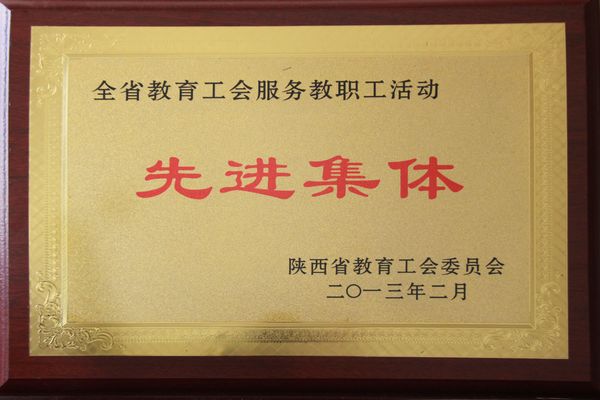 全省教育工会服务教职工活动
先进集体
陕西省教育工会委员会
二〇一三年二月